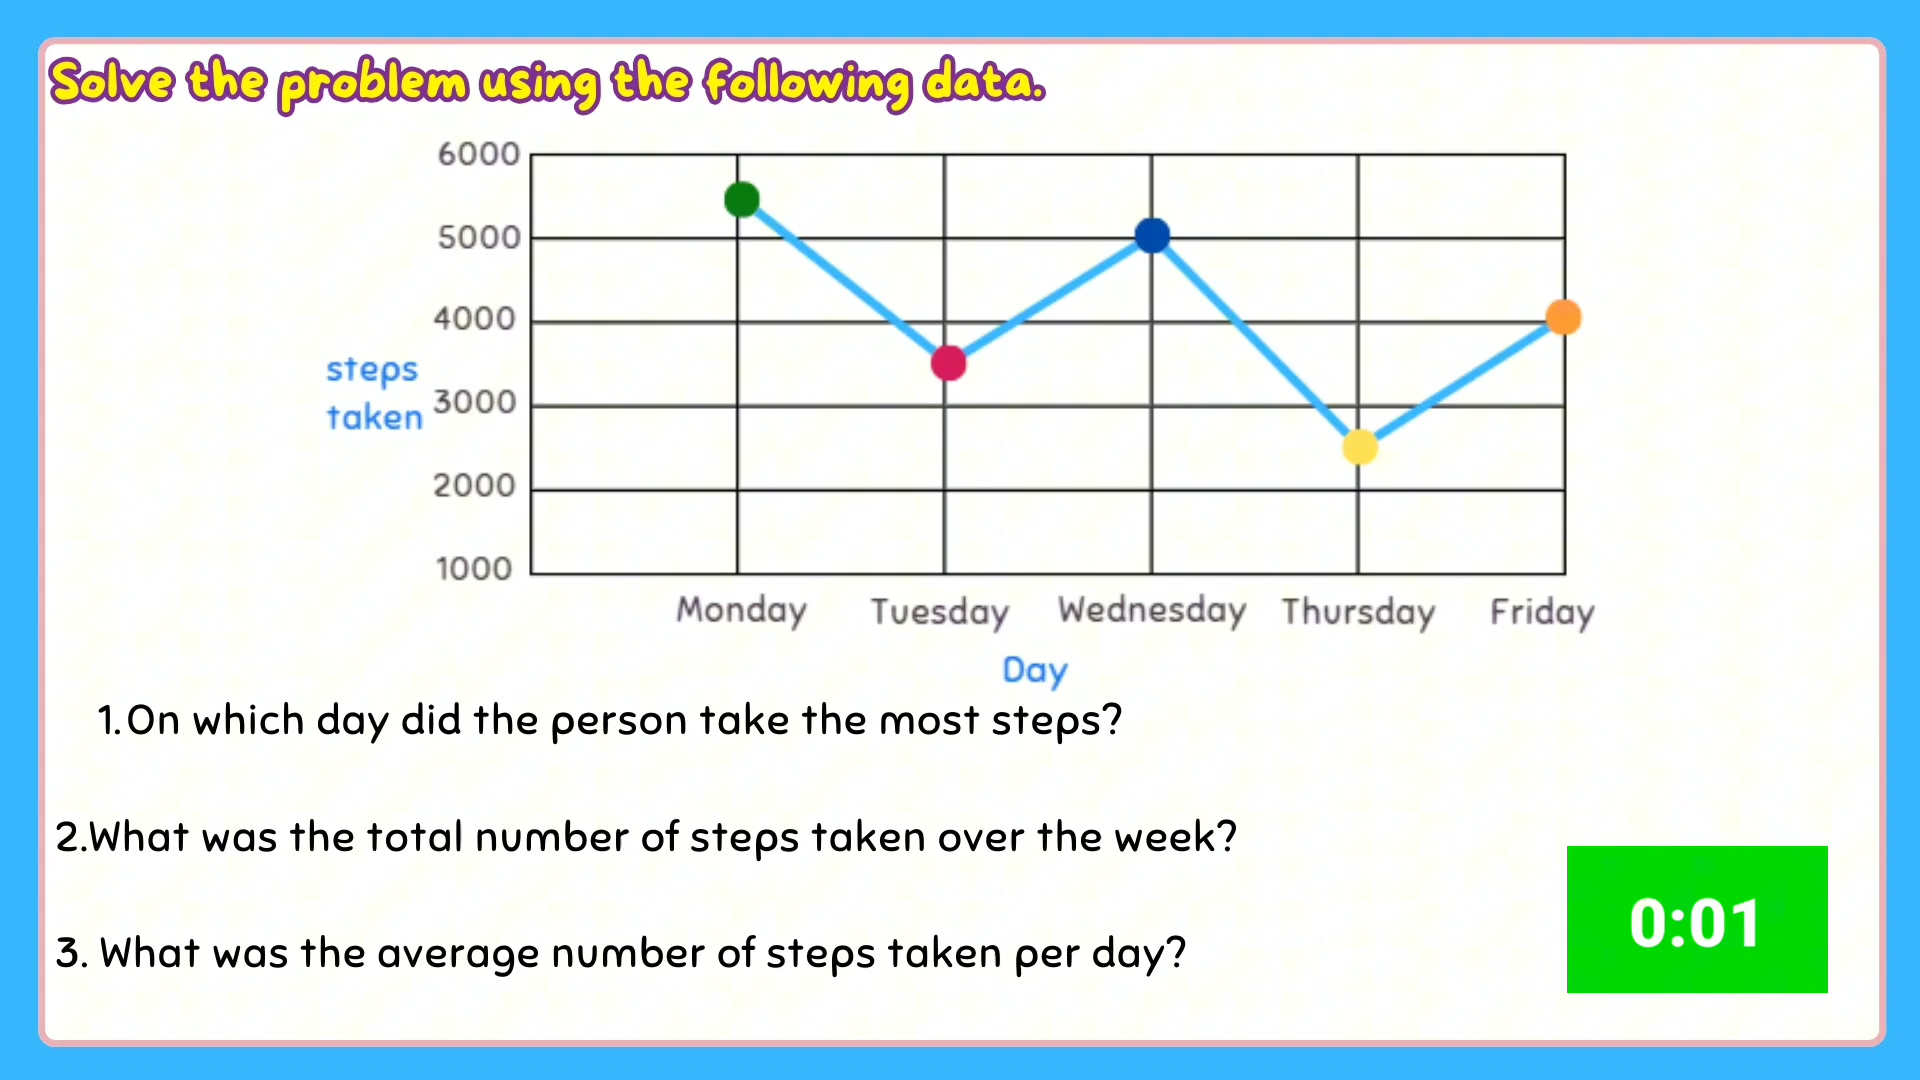 Solve the problem using the following data.
6000
5000
4000
3000
2000
1000
steps
taken
Monday Tuesday Wednesday Thursday Friday
Day
1.On which day did the person take the most steps?
2.What was the total number of steps taken over the week?
3. What was the average number of steps taken per day?
0:01